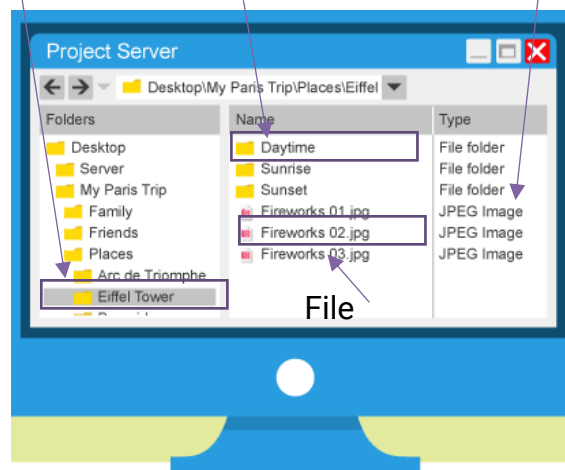 Project Server
Desktop\My Paris Trip\Places\Eiffel
Folders
Desktop
Server
My Paris Trip
Family
Friends
Places
Arc de Triomphe
Eiffel Tower
Name
Daytime
Sunrise
Sunset
Fireworks 01.jpg
Fireworks 02.jpg
Fireworks 03.jpg
Type
File folder
File folder
File folder
JPEG Image
JPEG Image
JPEG Image
File